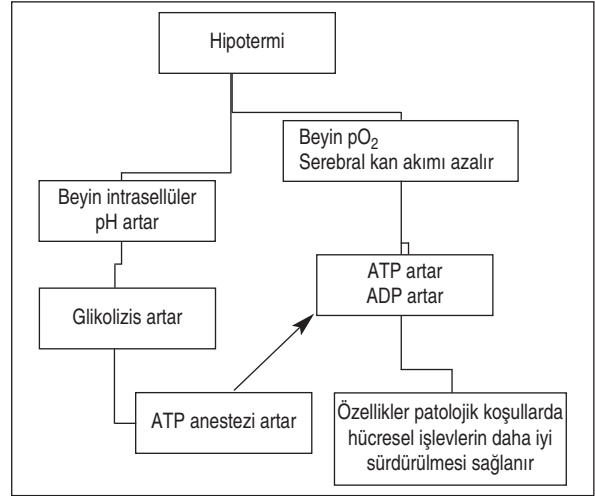 Hipotermi
Beyin pO₂
Serebral kan akımı azalır
Beyin intrasellüler
pH artar
ATP artar
ADP artar
Glikolizis artar
ATP anestezi artar
Özellikler patolojik koşullarda
hücresel işlevlerin daha iyi
sürdürülmesi sağlanır